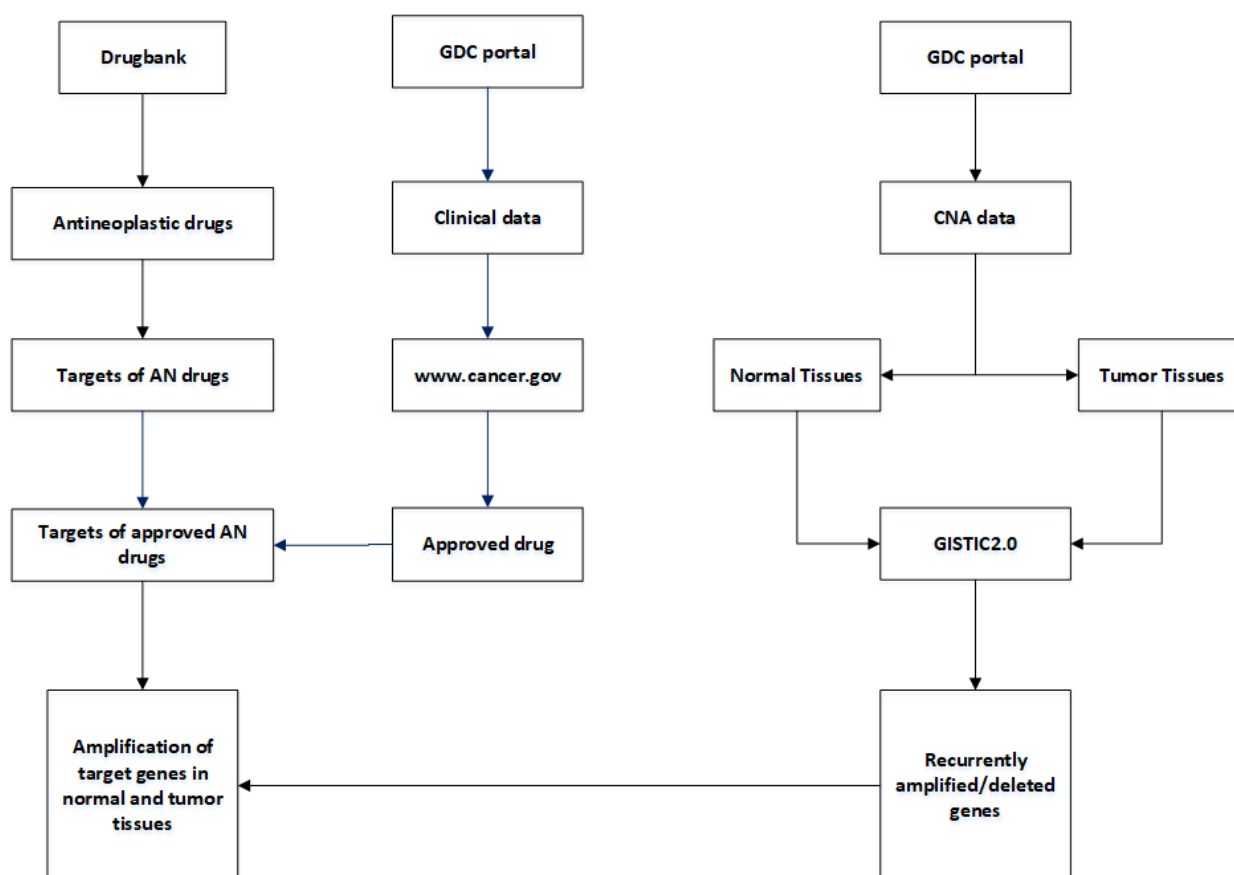 Drugbank
GDC portal
GDC portal
Antineoplastic drugs
Clinical data
CNA data
Targets of AN drugs
www.cancer.gov
Normal Tissues
Tumor Tissues
Targets of approved AN
drugs
Approved drug
GISTIC2.0
Amplification of
target genes in
normal and tumor
tissues
Recurrently
amplified/deleted
genes